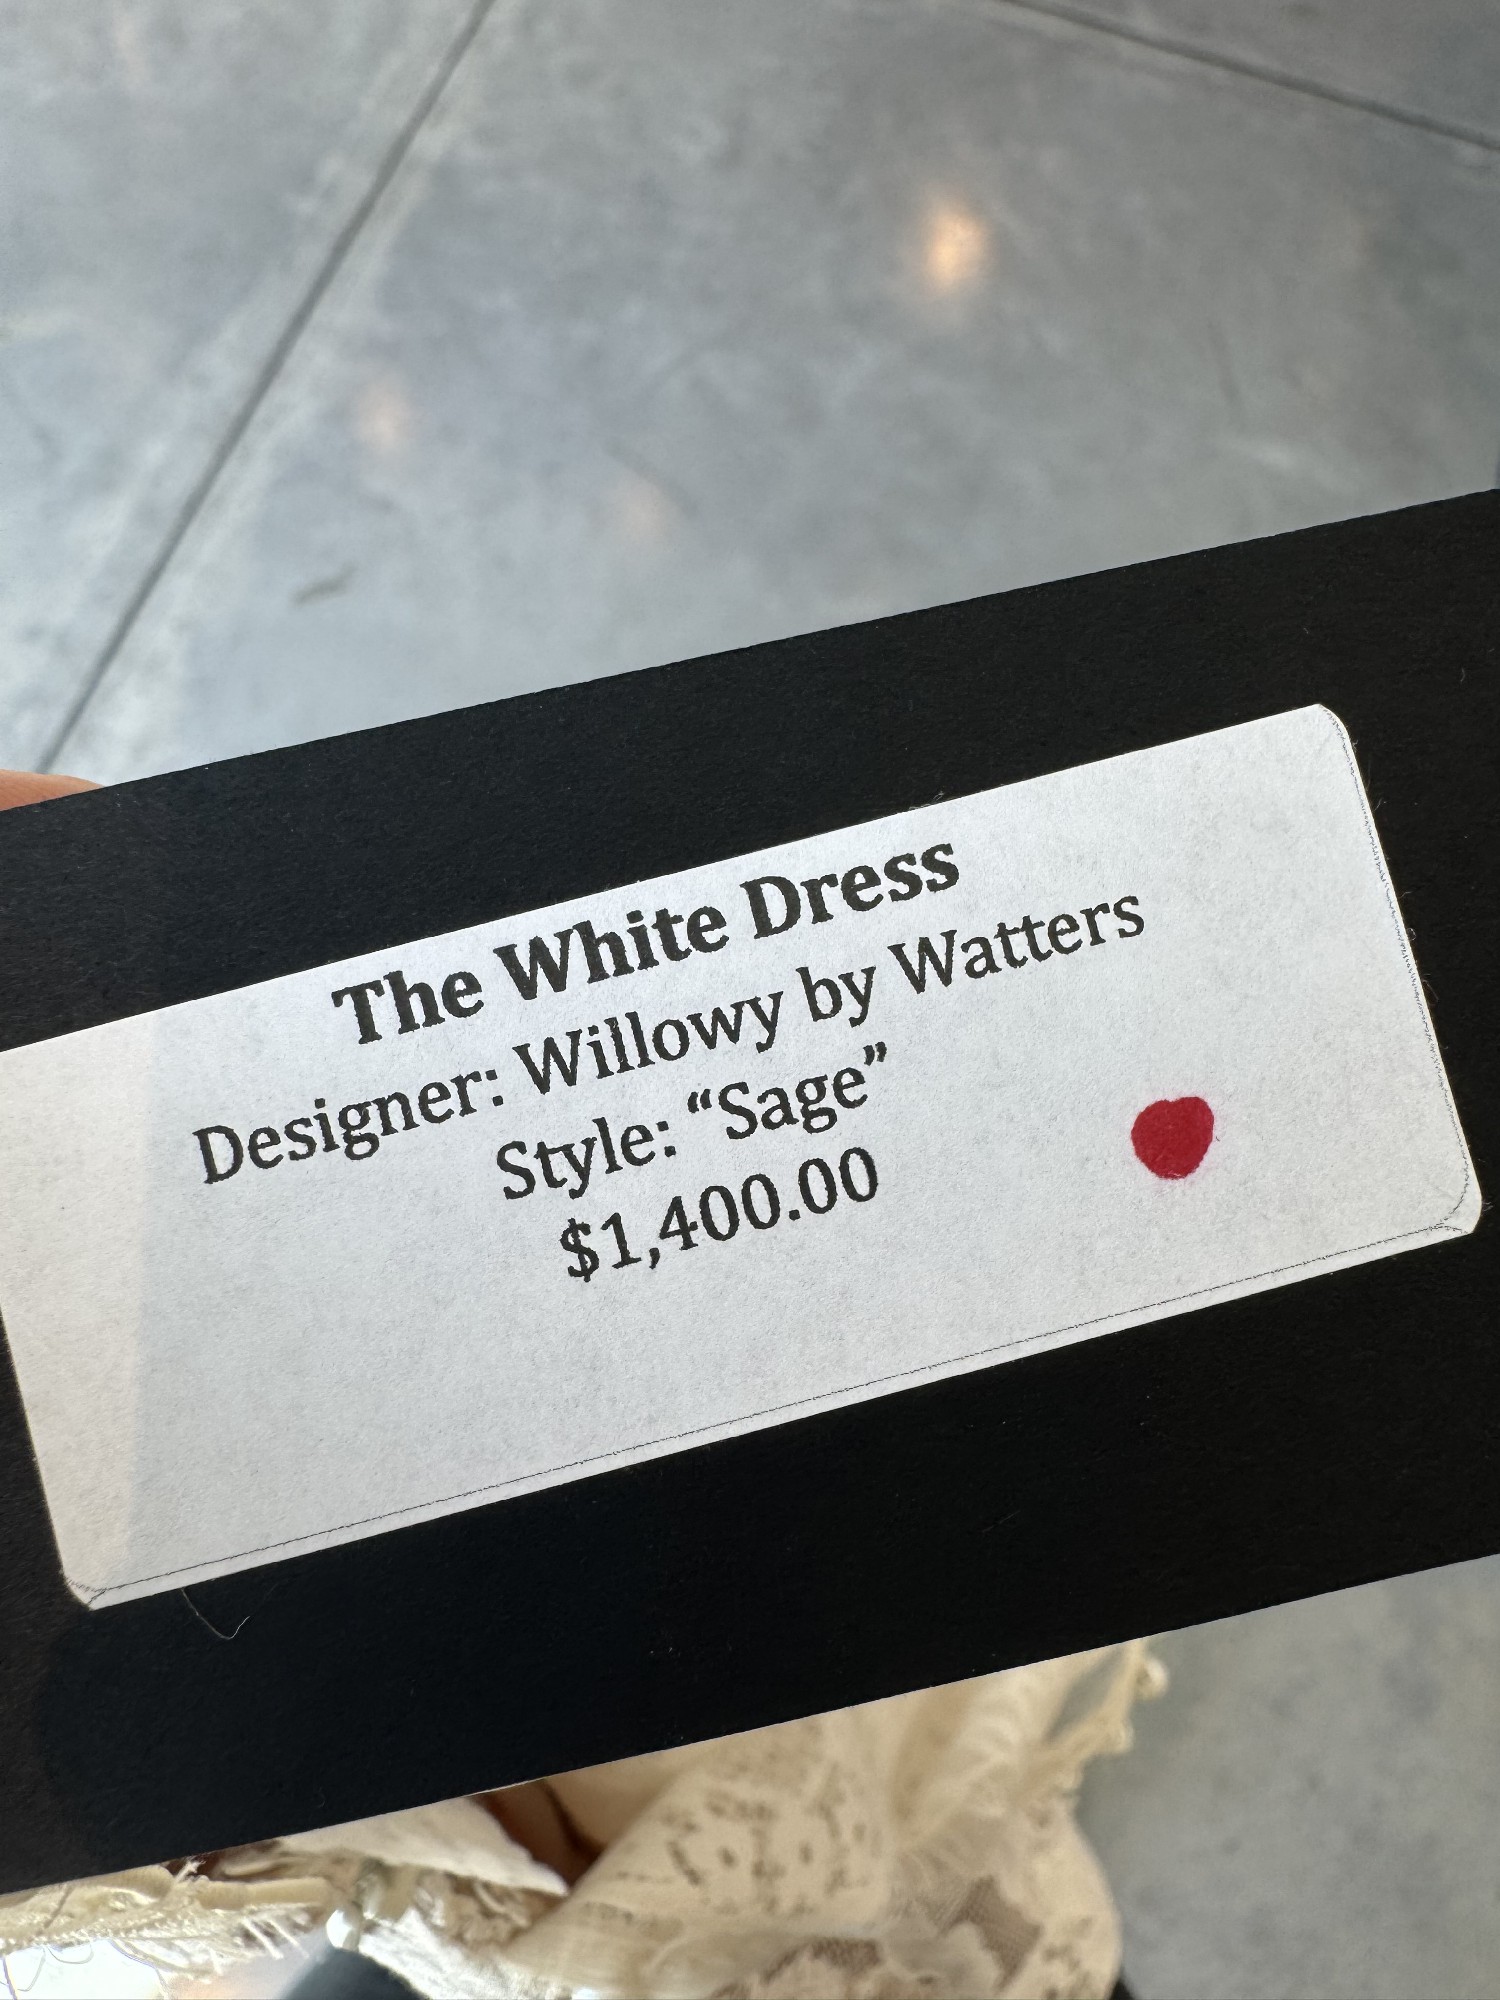 The White Dress
Designer: Willowy by Watters
Style: “Sage”
$1,400.00